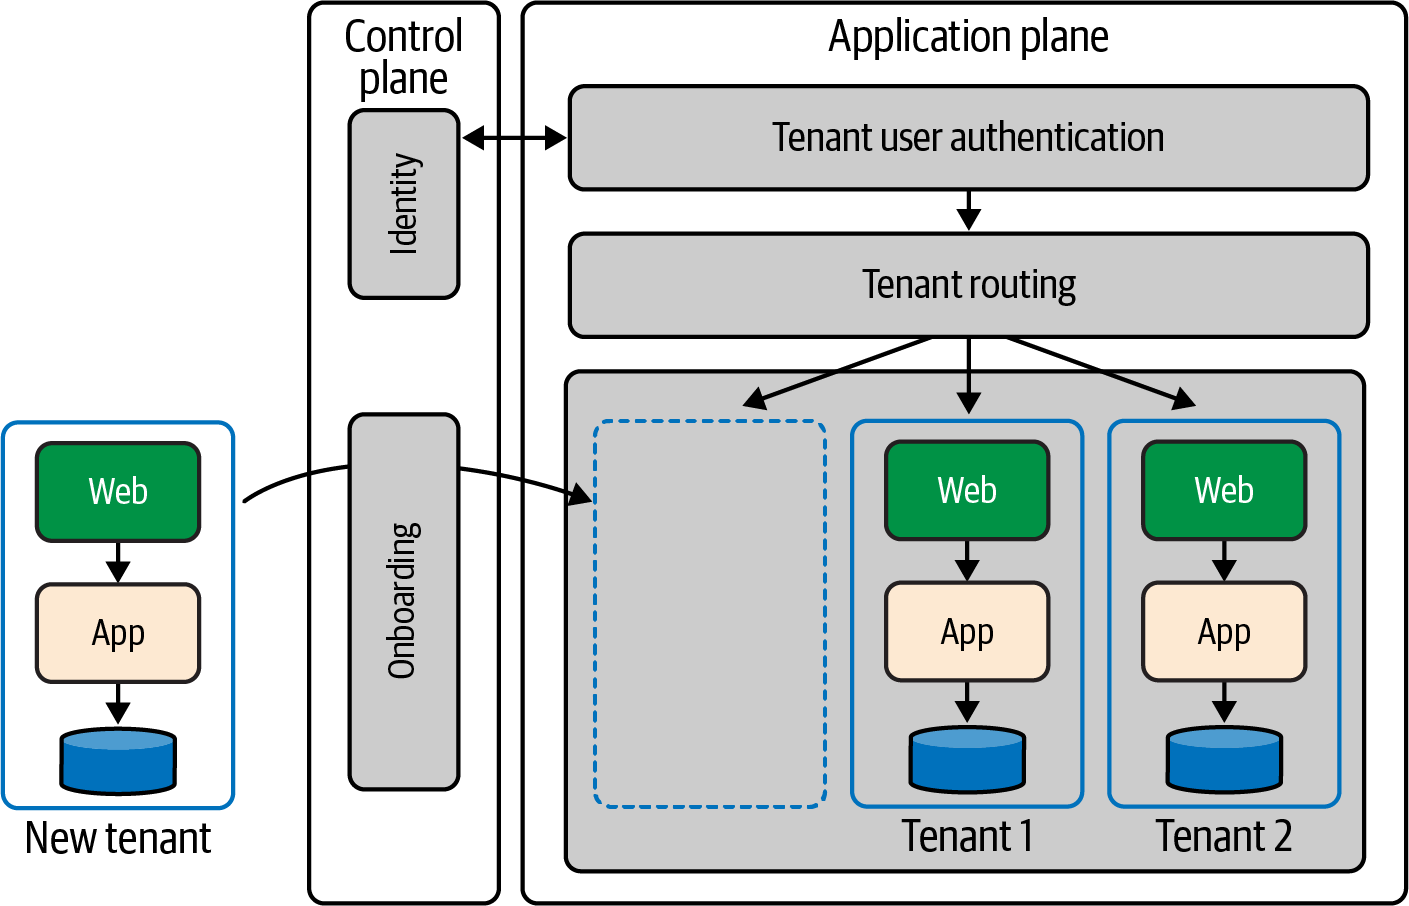 Control
plane
Application plane
Identity
Tenant user authentication
Tenant routing
Onboarding
Web
App
New tenant
Web
App
Tenant 1
Web
App
Tenant 2